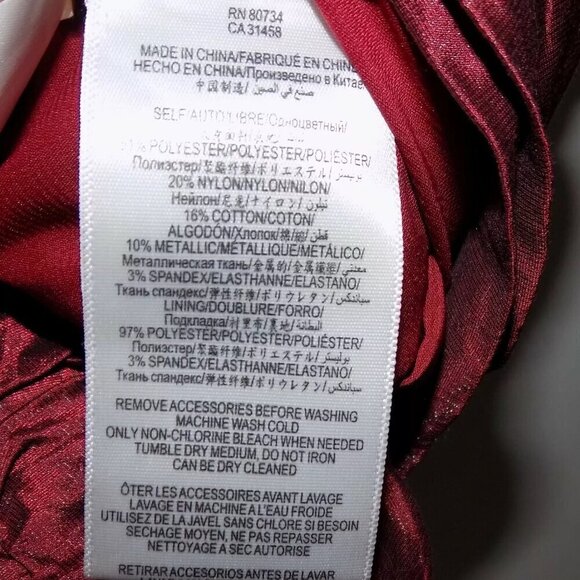 RN 80734
CA 31458
MADE IN CHINA/FABRIQUÉ EN CHINE
HECHO EN CHINA/Произведено в Китае/
中国制造/ صنع في الصين/
SELF/AUTO/LIBRE/Одноцветный/
POLYESTER/POLYESTER/POLIÉSTER/
Полиэстер/聚酯纤维/ポリエステル/بوليستر/
20% NYLON/NYLON/NILON/
Нейлон/尼龙/ナイロン/نيلون/
16% COTTON/COTON/
ALGODÓN/Хлопок/棉/綿/قطن
10% METALLIC/MÉTALLIQUE/METÁLICO/
Металлическая ткань/金属的/金属繊維/معدني/
3% SPANDEX/ELASTHANNE/ELASTANO/
Ткань спандекс/弹性纤维/ポリウレタン/سباندكس/
LINING/DOUBLURE/FORRO/
Подкладка/衬里布/裏地/البطانة/
97% POLYESTER/POLYESTER/POLIÉSTER/
Полиэстер/聚酯纤维/ポリエステル/بوليستر/
3% SPANDEX/ELASTHANNE/ELASTANO/
Ткань спандекс/弹性纤维/ポリウレタン/سباندكس/
REMOVE ACCESSORIES BEFORE WASHING
MACHINE WASH COLD
ONLY NON-CHLORINE BLEACH WHEN NEEDED
TUMBLE DRY MEDIUM, DO NOT IRON
CAN BE DRY CLEANED
ÔTER LES ACCESSOIRES AVANT LAVAGE
LAVAGE EN MACHINE A L'EAU FROIDE
UTILISEZ DE LA JAVEL SANS CHLORE SI BESOIN
SECHAGE MOYEN, NE PAS REPASSER
NETTOYAGE A SEC AUTORISE
RETIRAR ACCESORIOS ANTES DE LAVAR